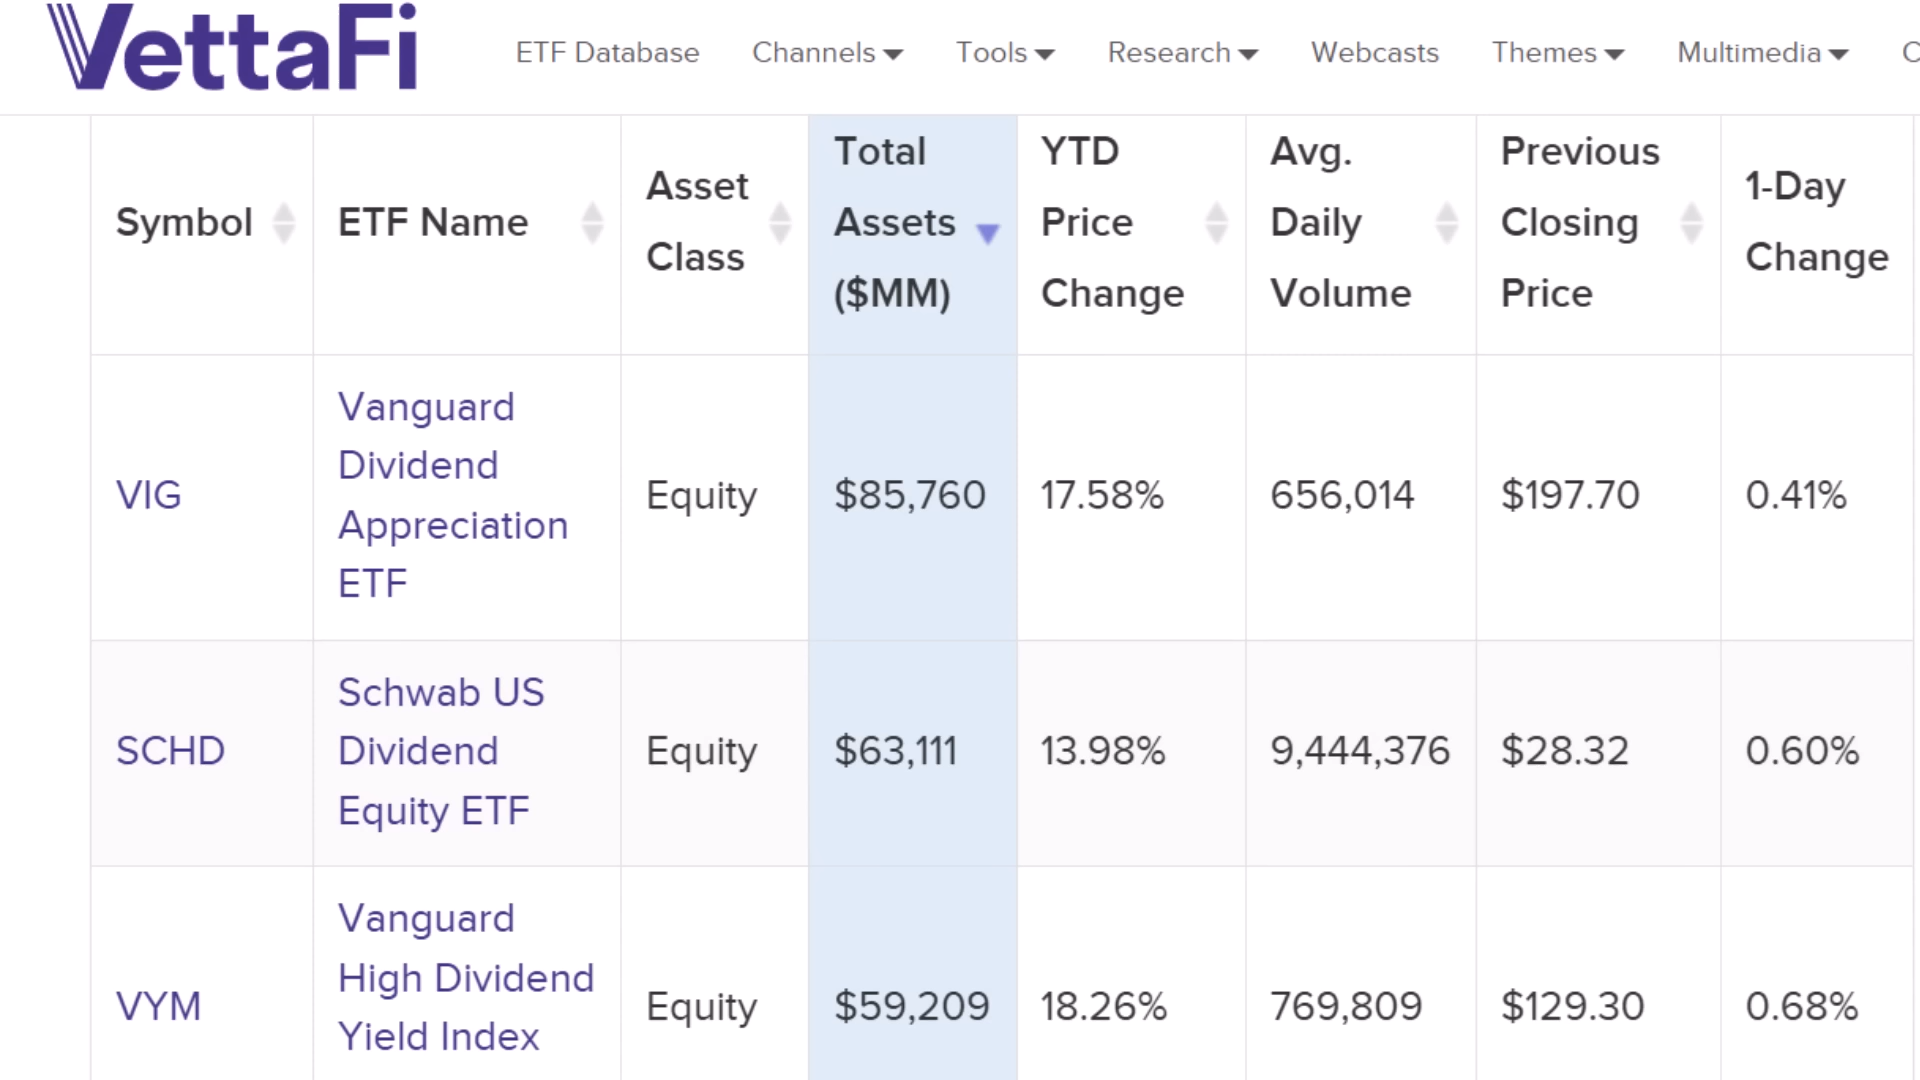 VettaFi
ETF Database Channels Tools Research Webcasts Themes Multimedia
Symbol
ETF Name
Asset
Class
Total
Assets
($MM)
YTD
Price
Change
Avg.
Daily
Volume
Previous
Closing
Price
1-Day
Change
VIG
Vanguard
Dividend
Appreciation
ETF
Equity
$85,760
17.58%
656,014
$197.70
0.41%
SCHD
Schwab US
Dividend
Equity ETF
Equity
$63,111
13.98%
9,444,376
$28.32
0.60%
VYM
Vanguard
High Dividend
Yield Index
Equity
$59,209
18.26%
769,809
$129.30
0.68%